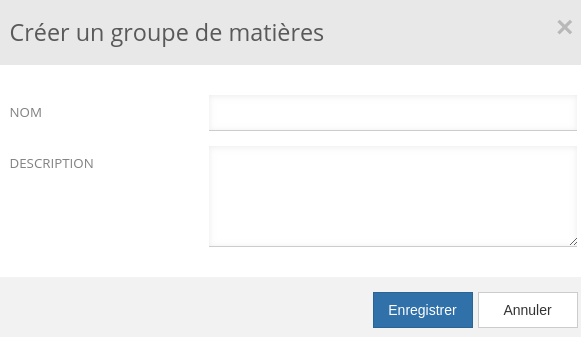 Créer un groupe de matières
×
NOM
DESCRIPTION
Enregistrer
Annuler